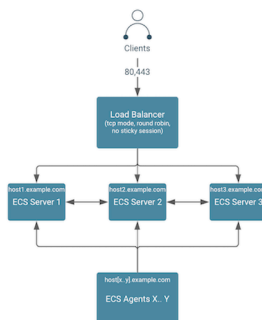 Clients
80,443
Load Balancer
(tcp mode, round robin,
no sticky session)
host1.example.com
ECS Server 1
host2.example.com
ECS Server 2
host3.example.com
ECS Server 3
host[x..y].example.com
ECS Agents X.. Y